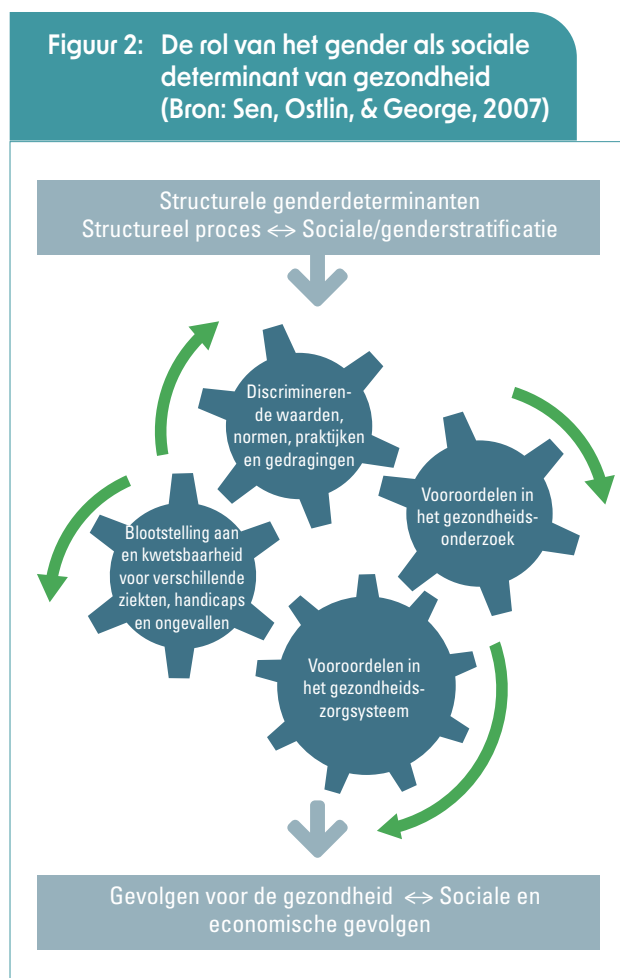 Figuur 2: De rol van het gender als sociale
determinant van gezondheid
(Bron: Sen, Ostlin, & George, 2007)
Structurele genderdeterminanten
Structureel proces ↔ Sociale/genderstratificatie
Discrimineren-
de waarden,
normen, praktijken
en gedragingen
Vooroordelen in
het gezondheids-
onderzoek
Blootstelling aan
en kwetsbaarheid
voor verschillende
ziekten, handicaps
en ongevallen
Vooroordelen in
het gezondheids-
zorgsysteem
Gevolgen voor de gezondheid ↔ Sociale en
economische gevolgen